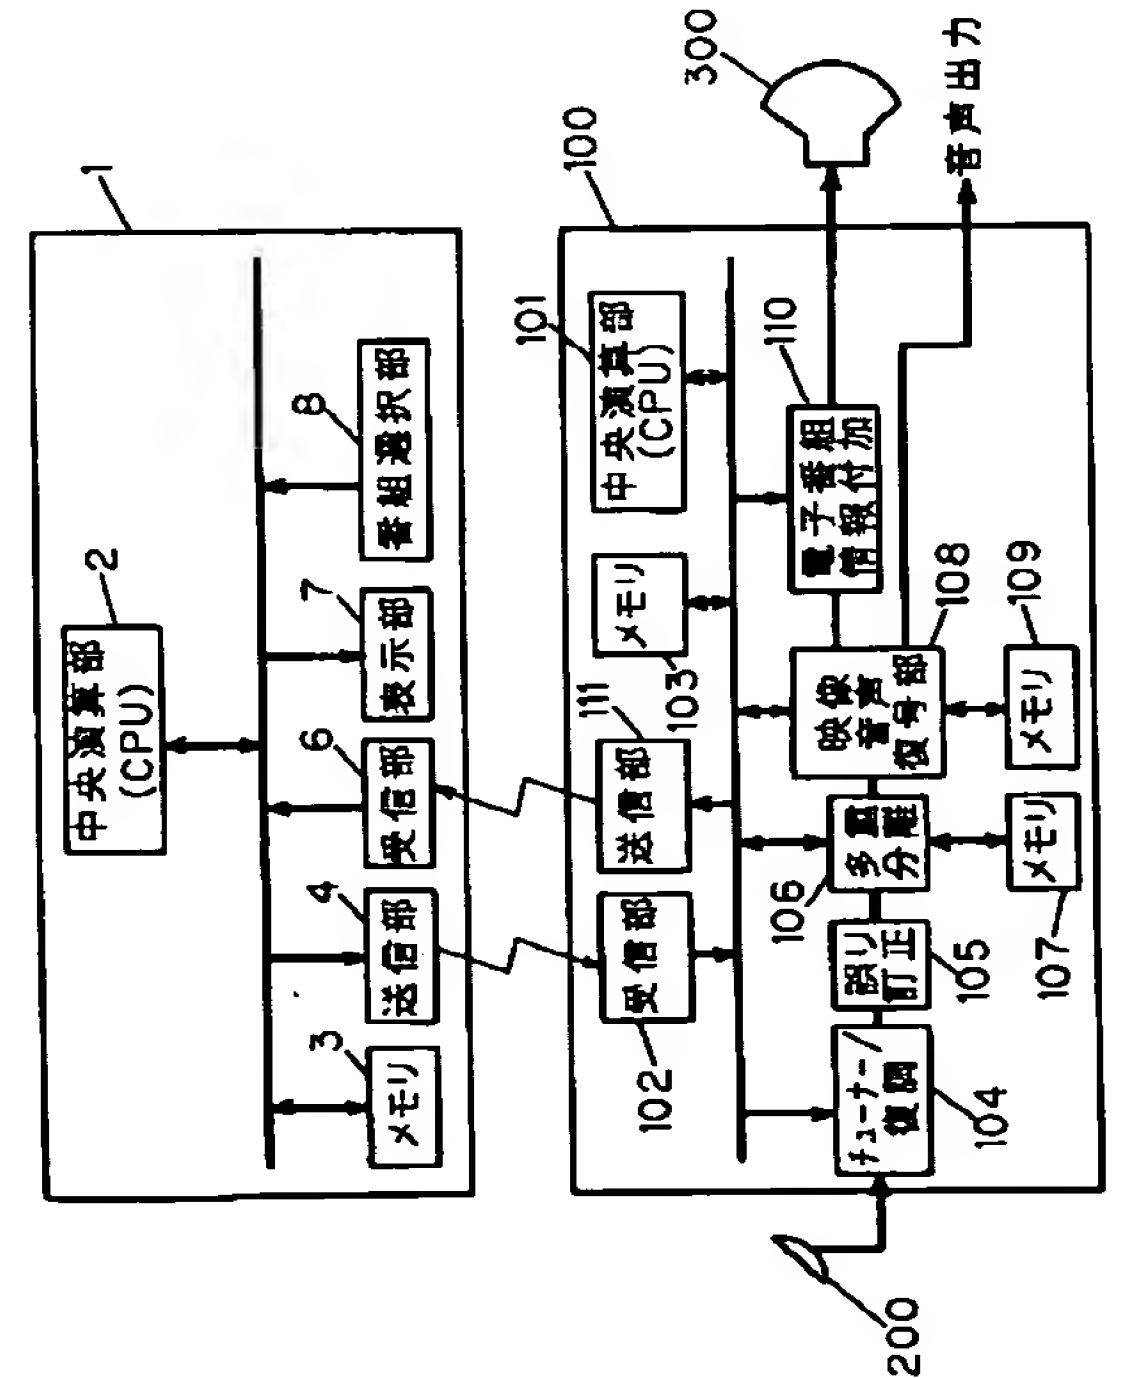 1
2
中央演算部
(CPU)
3
メモリ
4
送信部
6
受信部
7
表示部
8
番組選択部
100
101
中央演算部
(CPU)
103
メモリ
111
送信部
102
受信部
200
104
チューナー/
復調
105
誤り
訂正
106
多重
分離
107
メモリ
108
映像
音声
復号部
109
メモリ
110
電子番組
情報付加
300
音声出力